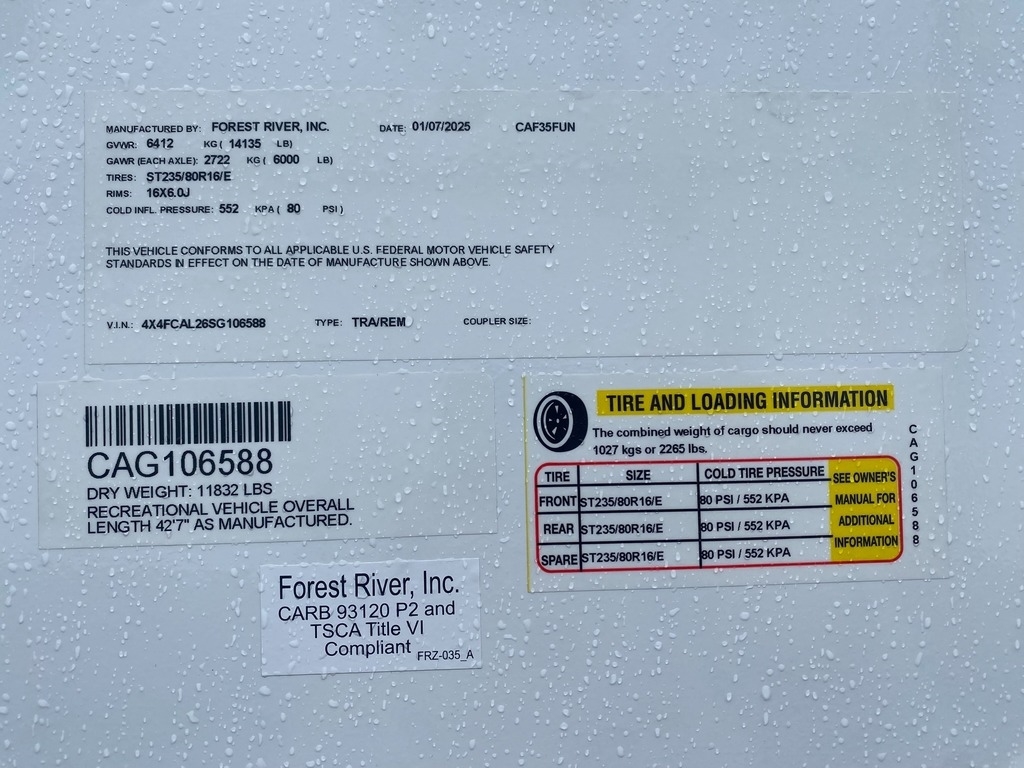 MANUFACTURED BY: FOREST RIVER, INC. DATE: 01/07/2025 CAF35FUN
GVWR: 6412 KG ( 14135 LB)
GAWR (EACH AXLE): 2722 KG ( 6000 LB)
TIRES: ST235/80R16/E
RIMS: 16X6.0J
COLD INFL. PRESSURE: 552 KPA ( 80 PSI )
THIS VEHICLE CONFORMS TO ALL APPLICABLE U.S. FEDERAL MOTOR VEHICLE SAFETY
STANDARDS IN EFFECT ON THE DATE OF MANUFACTURE SHOWN ABOVE.
V.I.N.: 4X4FCAL26SG106588 TYPE: TRA/REM COUPLER SIZE:
CAG106588
DRY WEIGHT: 11832 LBS
RECREATIONAL VEHICLE OVERALL
LENGTH 42'7" AS MANUFACTURED.
TIRE AND LOADING INFORMATION
The combined weight of cargo should never exceed
1027 kgs or 2265 lbs.
TIRE SIZE COLD TIRE PRESSURE
FRONT ST235/80R16/E 80 PSI / 552 KPA
REAR ST235/80R16/E 80 PSI / 552 KPA
SPARE ST235/80R16/E 80 PSI / 552 KPA
SEE OWNER'S
MANUAL FOR
ADDITIONAL
INFORMATION
CAG106588
Forest River, Inc.
CARB 93120 P2 and
TSCA Title VI
Compliant FRZ-035_A